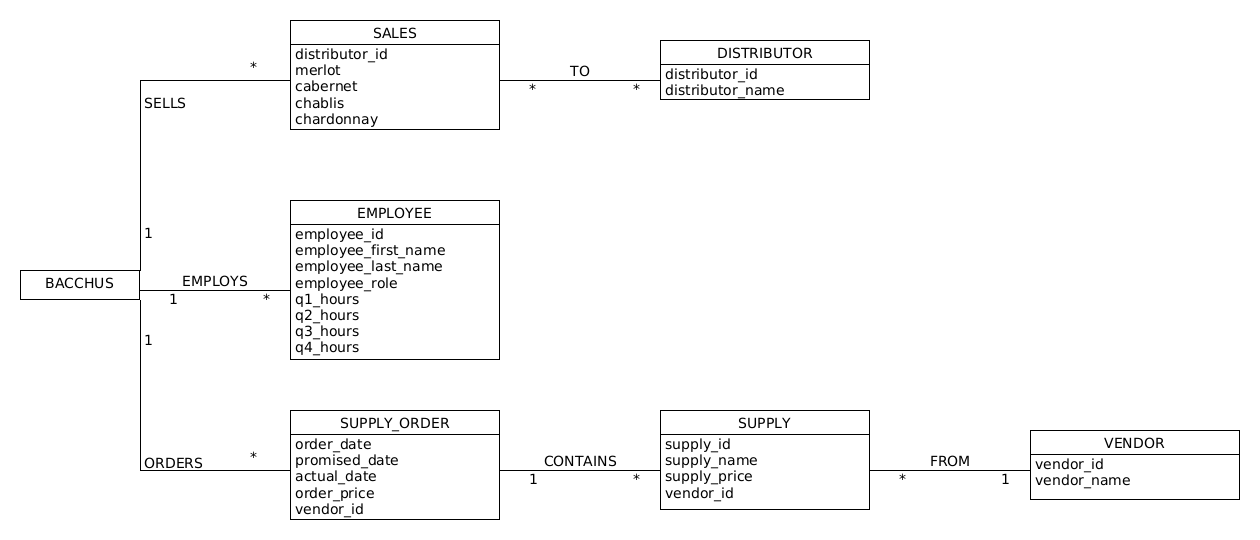 SALES
distributor_id
merlot
cabernet
chablis
chardonnay
*
SELLS
1
TO
*
*
DISTRIBUTOR
distributor_id
distributor_name
BACCHUS
EMPLOYS
1
*
EMPLOYEE
employee_id
employee_first_name
employee_last_name
employee_role
q1_hours
q2_hours
q3_hours
q4_hours
1
ORDERS
*
SUPPLY_ORDER
order_date
promised_date
actual_date
order_price
vendor_id
CONTAINS
1
*
SUPPLY
supply_id
supply_name
supply_price
vendor_id
FROM
*
1
VENDOR
vendor_id
vendor_name